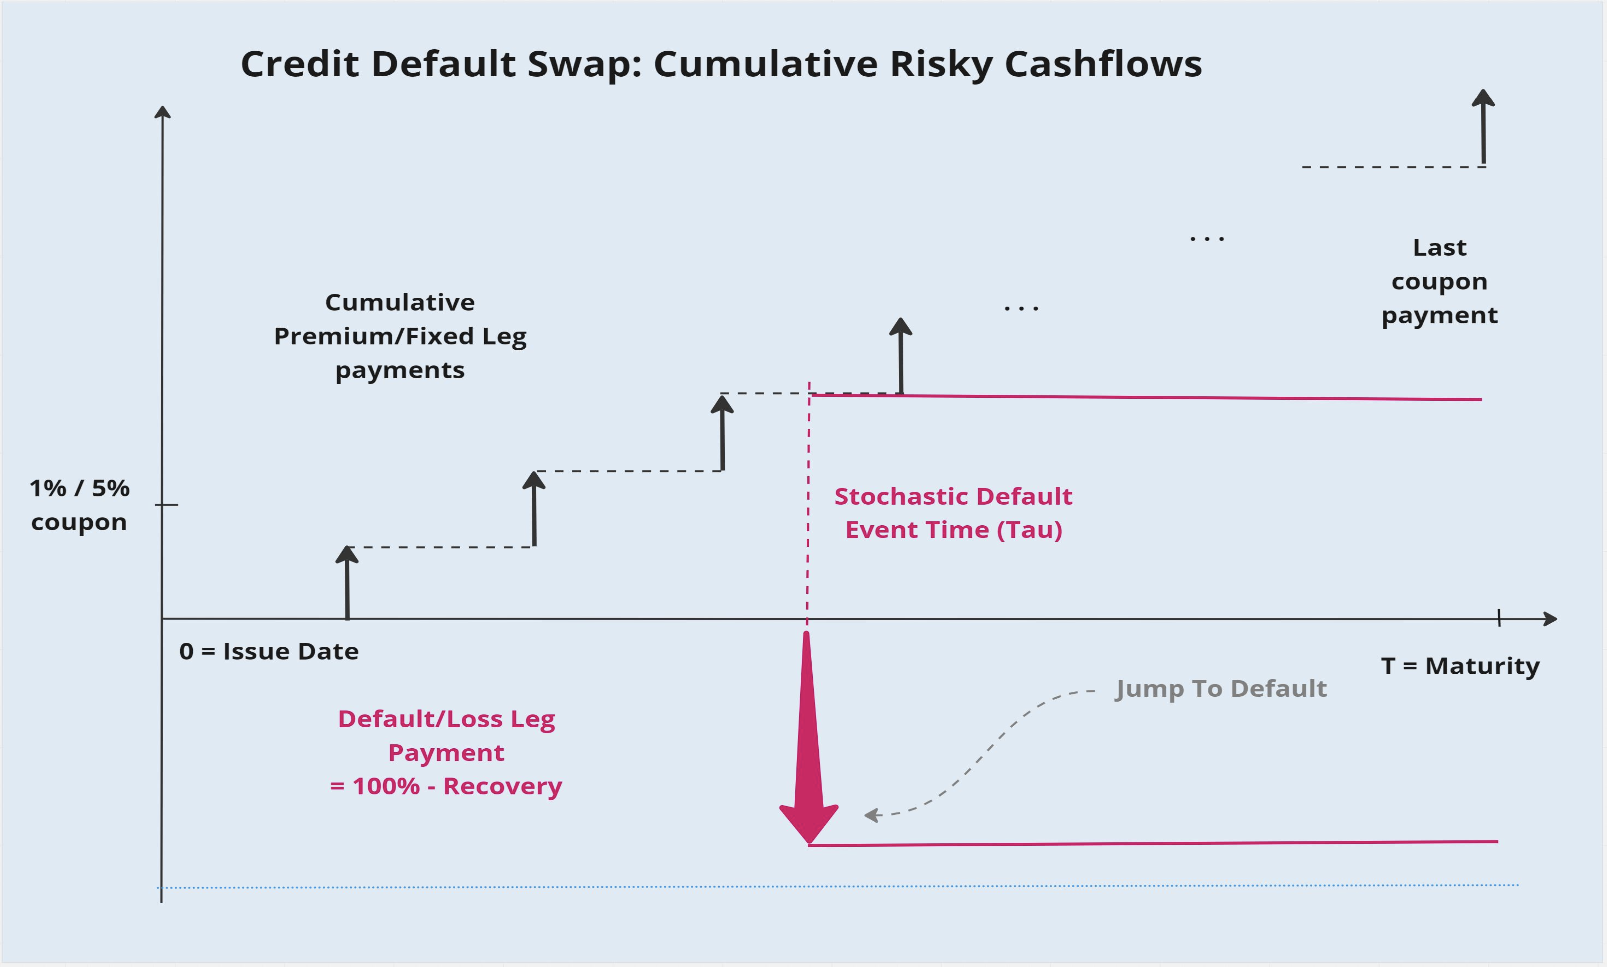 Credit Default Swap: Cumulative Risky Cashflows
. . .
Last
coupon
payment
Cumulative
Premium/Fixed Leg
payments
. . .
1% / 5%
coupon
Stochastic Default
Event Time (Tau)
0 = Issue Date
T = Maturity
Jump To Default
Default/Loss Leg
Payment
= 100% - Recovery